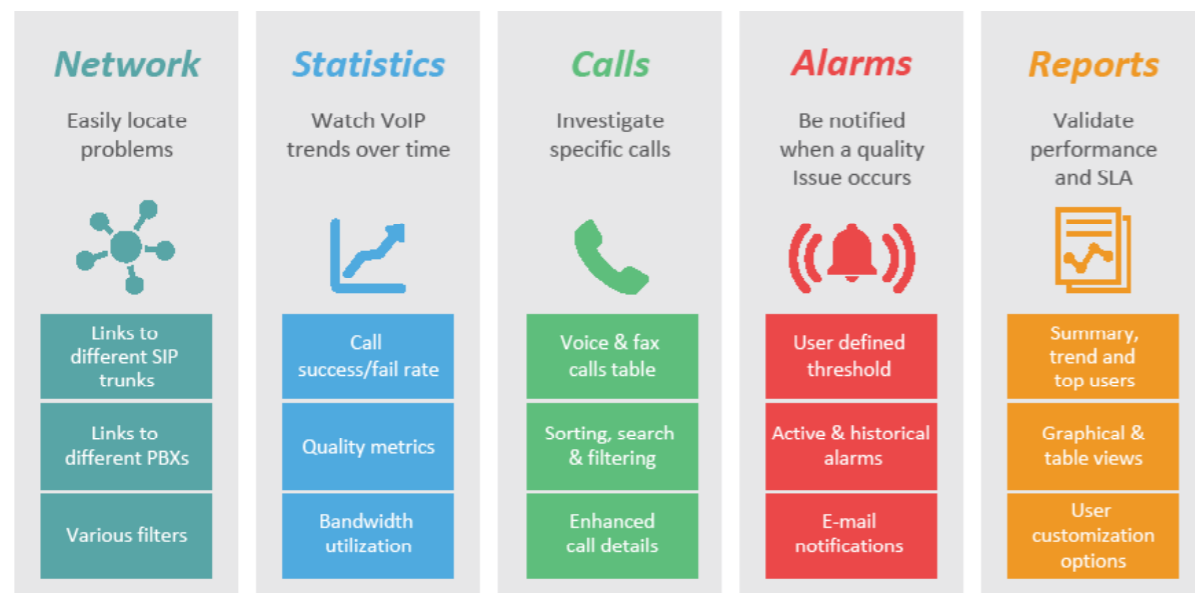 Network
Easily locate
problems
Links to
different SIP
trunks
Links to
different PBXs
Various filters
Statistics
Watch VoIP
trends over time
Call
success/fail rate
Quality metrics
Bandwidth
utilization
Calls
Investigate
specific calls
Voice & fax
calls table
Sorting, search
& filtering
Enhanced
call details
Alarms
Be notified
when a quality
Issue occurs
User defined
threshold
Active & historical
alarms
E-mail
notifications
Reports
Validate
performance
and SLA
Summary,
trend and
top users
Graphical &
table views
User
customization
options